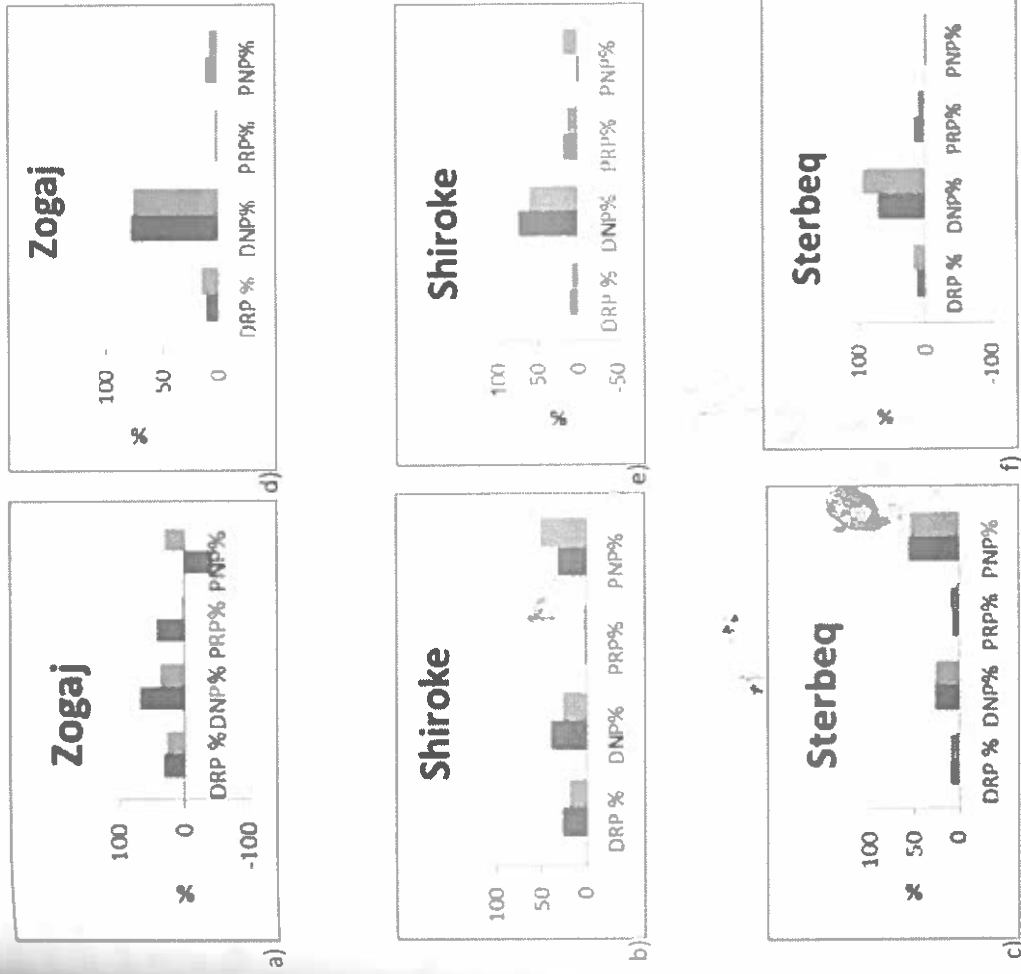 a)
Zogaj
%
100
0
-100
DRP % DNP% PRP% PNP%
b)
Shiroke
100
50
0
DRP % DNP% PRP% PNP%
c)
Sterbeq
%
100
50
0
DRP % DNP% PRP% PNP%
d)
Zogaj
%
100
50
0
DRP % DNP% PRP% PNP%
e)
Shiroke
%
100
50
0
-50
DRP % DNP% PRP% PNP%
f)
Sterbeq
%
100
0
-100
DRP % DNP% PRP% PNP%